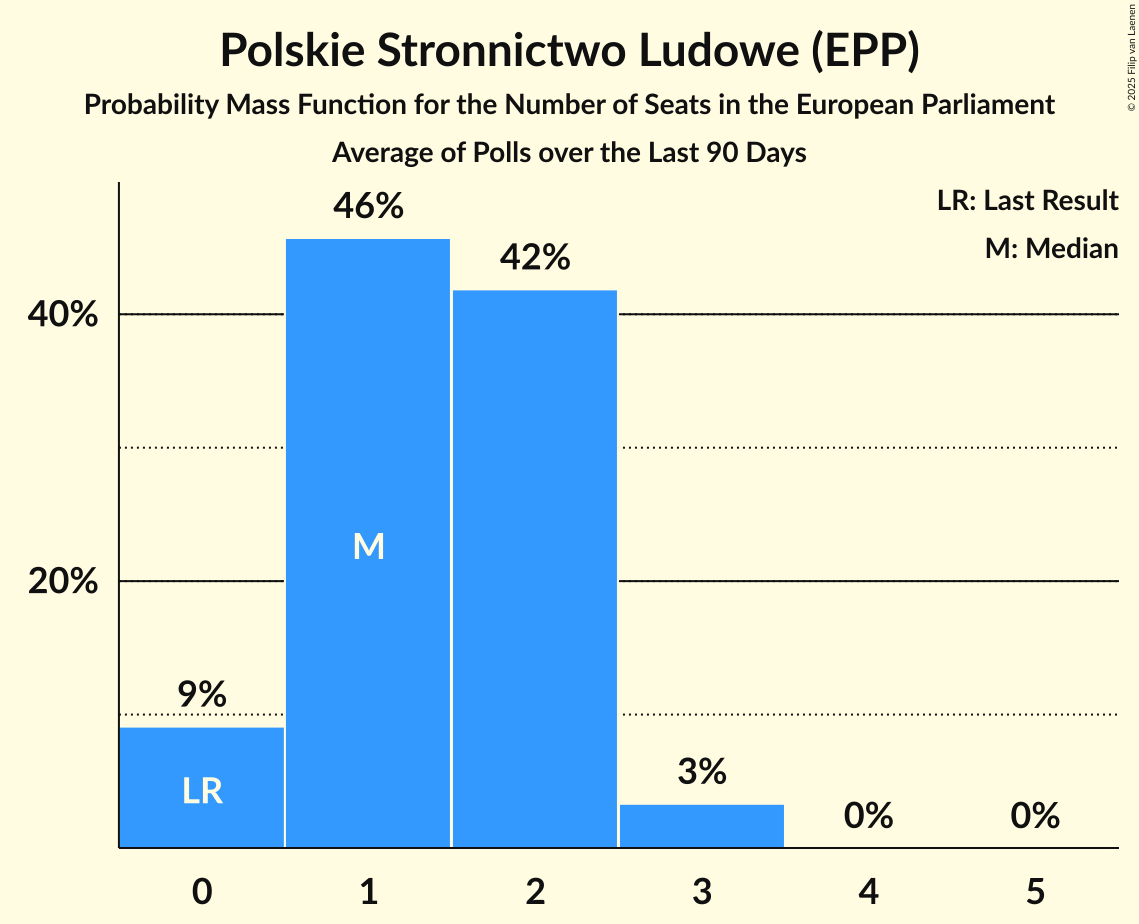 Polskie Stronnictwo Ludowe (EPP)
Probability Mass Function for the Number of Seats in the European Parliament
Average of Polls over the Last 90 Days
© 2025 Filip van Laenen
LR: Last Result
M: Median
46%
42%
40%
M
20%
9%
LR
3%
0%
0%
0
1
2
3
4
5